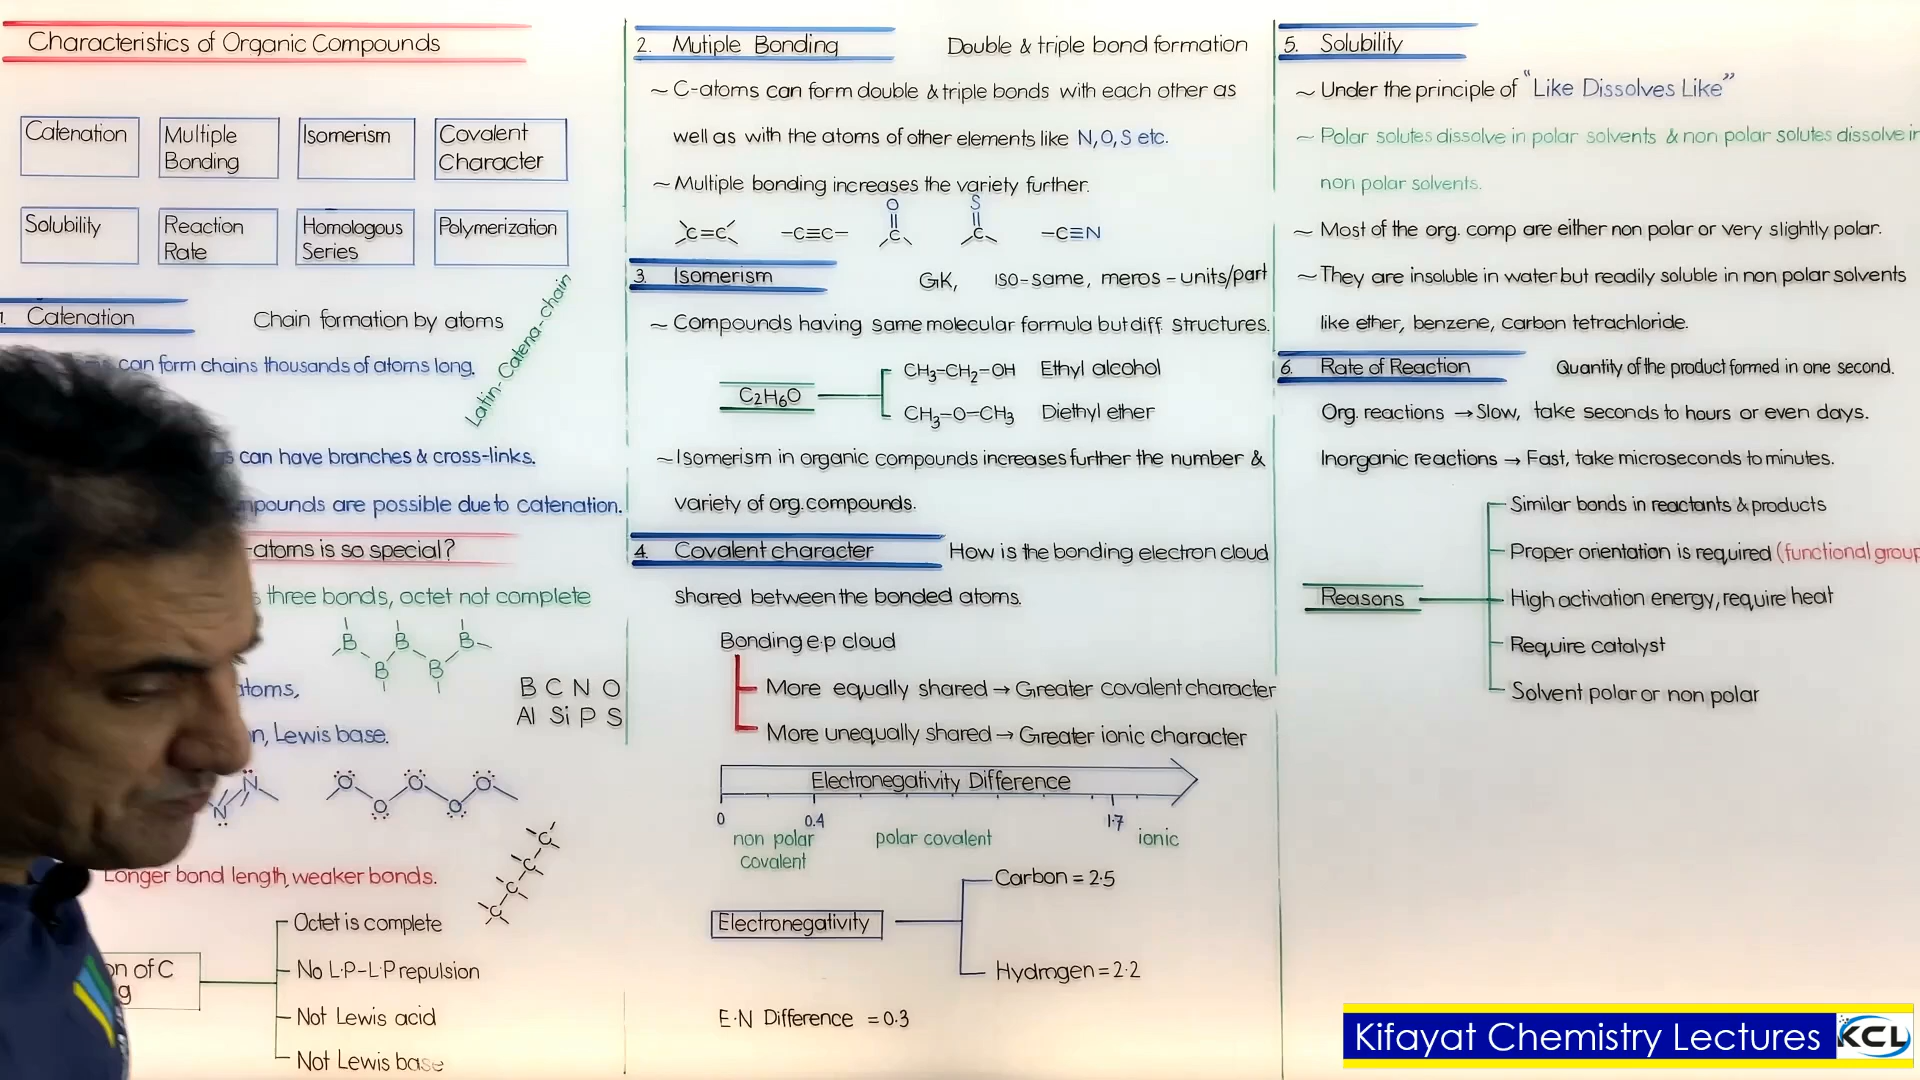 Characteristics of Organic Compounds
Catenation
Multiple
Bonding
Isomerism
Covalent
Character
Solubility
Reaction
Rate
Homologous
Series
Polymerization
1. Catenation
Chain formation by atoms
Latin-Catena-chain
can form chains thousands of atoms long.
can have branches & cross-links.
are possible due to catenation.
-atoms is so special?
three bonds, octet not complete
B B B
B B
B C N O
Al Si P S
Lewis base.
N N
O O O
O O
Longer bond length, weaker bonds.
C
C
C
C
Octet is complete
of C
No L.P-L.P repulsion
Not Lewis acid
Not Lewis base
2. Mutiple Bonding
Double & triple bond formation
~ C-atoms can form double & triple bonds with each other as
well as with the atoms of other elements like N,O,S etc.
~ Multiple bonding increases the variety further.
C=C
-C≡C-
O
C
S
C
-C≡N
3. Isomerism
GK, Iso-same, meros-units/part
~ Compounds having same molecular formula but diff. structures.
C2H6O
CH3-CH2-OH Ethyl alcohol
CH3-O-CH3 Diethyl ether
~ Isomerism in organic compounds increases further the number &
variety of org. compounds.
4. Covalent character
How is the bonding electron cloud
shared between the bonded atoms.
Bonding e.p cloud
More equally shared → Greater covalent character
More unequally shared → Greater ionic character
Electronegativity Difference
0 0.4 1.7
non polar
covalent
polar covalent
ionic
Electronegativity
Carbon = 2.5
Hydrogen = 2.2
E.N Difference = 0.3
5. Solubility
~ Under the principle of "Like Dissolves Like"
~ Polar solutes dissolve in polar solvents & non polar solutes dissolve in
non polar solvents.
~ Most of the org. comp are either non polar or very slightly polar.
~ They are insoluble in water but readily soluble in non polar solvents
like ether, benzene, carbon tetrachloride.
6. Rate of Reaction
Quantity of the product formed in one second.
Org. reactions → Slow, take seconds to hours or even days.
Inorganic reactions → Fast, take microseconds to minutes.
Reasons
Similar bonds in reactants & products
Proper orientation is required (functional group
High activation energy, require heat
Require catalyst
Solvent polar or non polar
Kifayat Chemistry Lectures
KCL